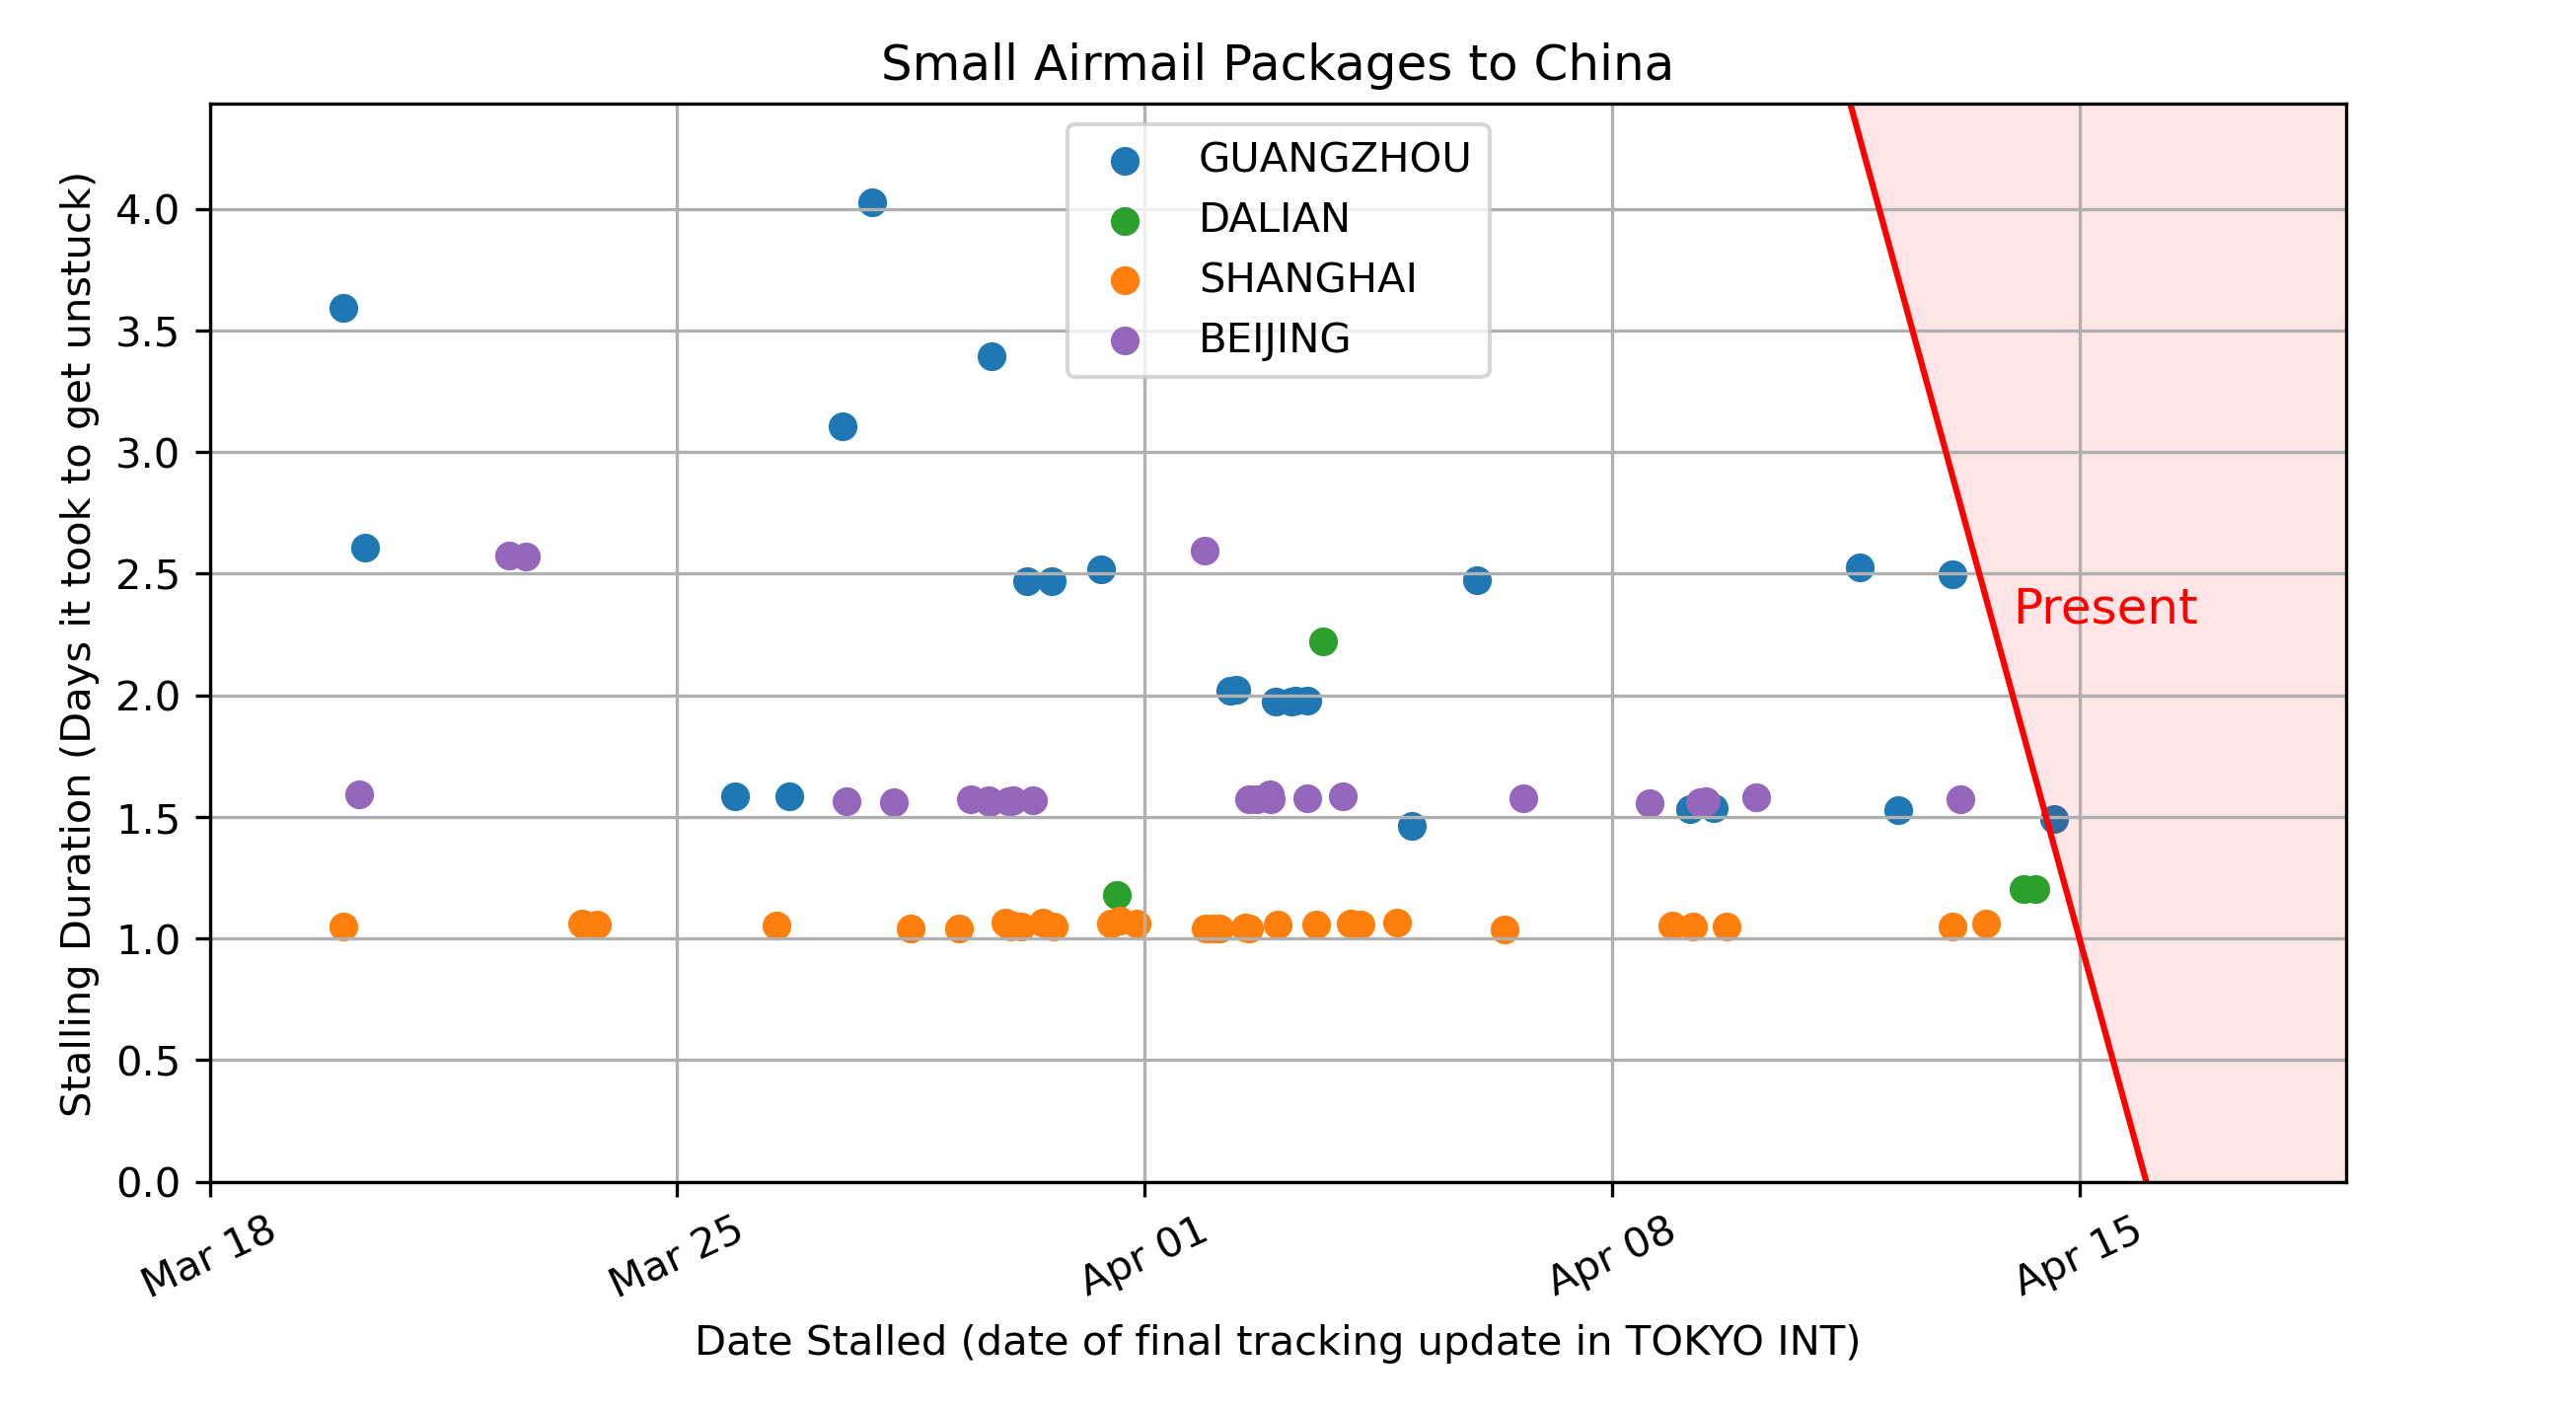 Small Airmail Packages to China
GUANGZHOU
DALIAN
SHANGHAI
BEIJING
Stalling Duration (Days it took to get unstuck)
4.0
3.5
3.0
2.5
2.0
1.5
1.0
0.5
0.0
Present
Mar 18
Mar 25
Apr 01
Apr 08
Apr 15
Date Stalled (date of final tracking update in TOKYO INT)